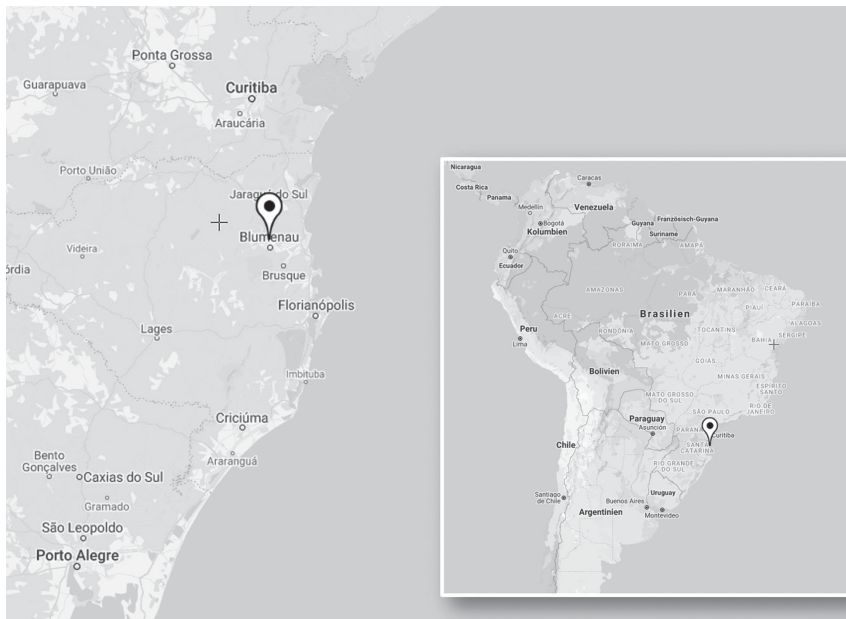 Ponta Grossa
Guarapuava
Curitiba
Araucária
Porto União
Jaraguá do Sul
Blumenau
Videira
Brusque
órdia
Florianópolis
Lages
Imbituba
Criciúma
Araranguá
Bento
Gonçalves
Caxias do Sul
Gramado
São Leopoldo
Porto Alegre
Nicaragua
Costa Rica
Panama
Caracas
Medellín
Venezuela
Bogotá
Kolumbien
Guyana
Französisch-Guyana
Suriname
RORAIMA
AMAPÁ
Quito
Ecuador
AMAZONAS
PARÁ
MARANHÃO
CEARÁ
PIAUÍ
PARAÍBA
ACRE
Brasilien
ALAGOAS
SERGIPE
Peru
Lima
RONDÔNIA
TOCANTINS
BAHIA
MATO GROSSO
GOIÁS
Bolivien
MINAS GERAIS
ESPÍRITO
SANTO
MATO GROSSO
DO SUL
RIO DE
JANEIRO
SÃO PAULO
Paraguay
Asunción
PARANÁ
Curitiba
SANTA
CATARINA
Chile
RIO GRANDE
DO SUL
Santiago
de Chile
Uruguay
Buenos Aires
Argentinien
Montevideo